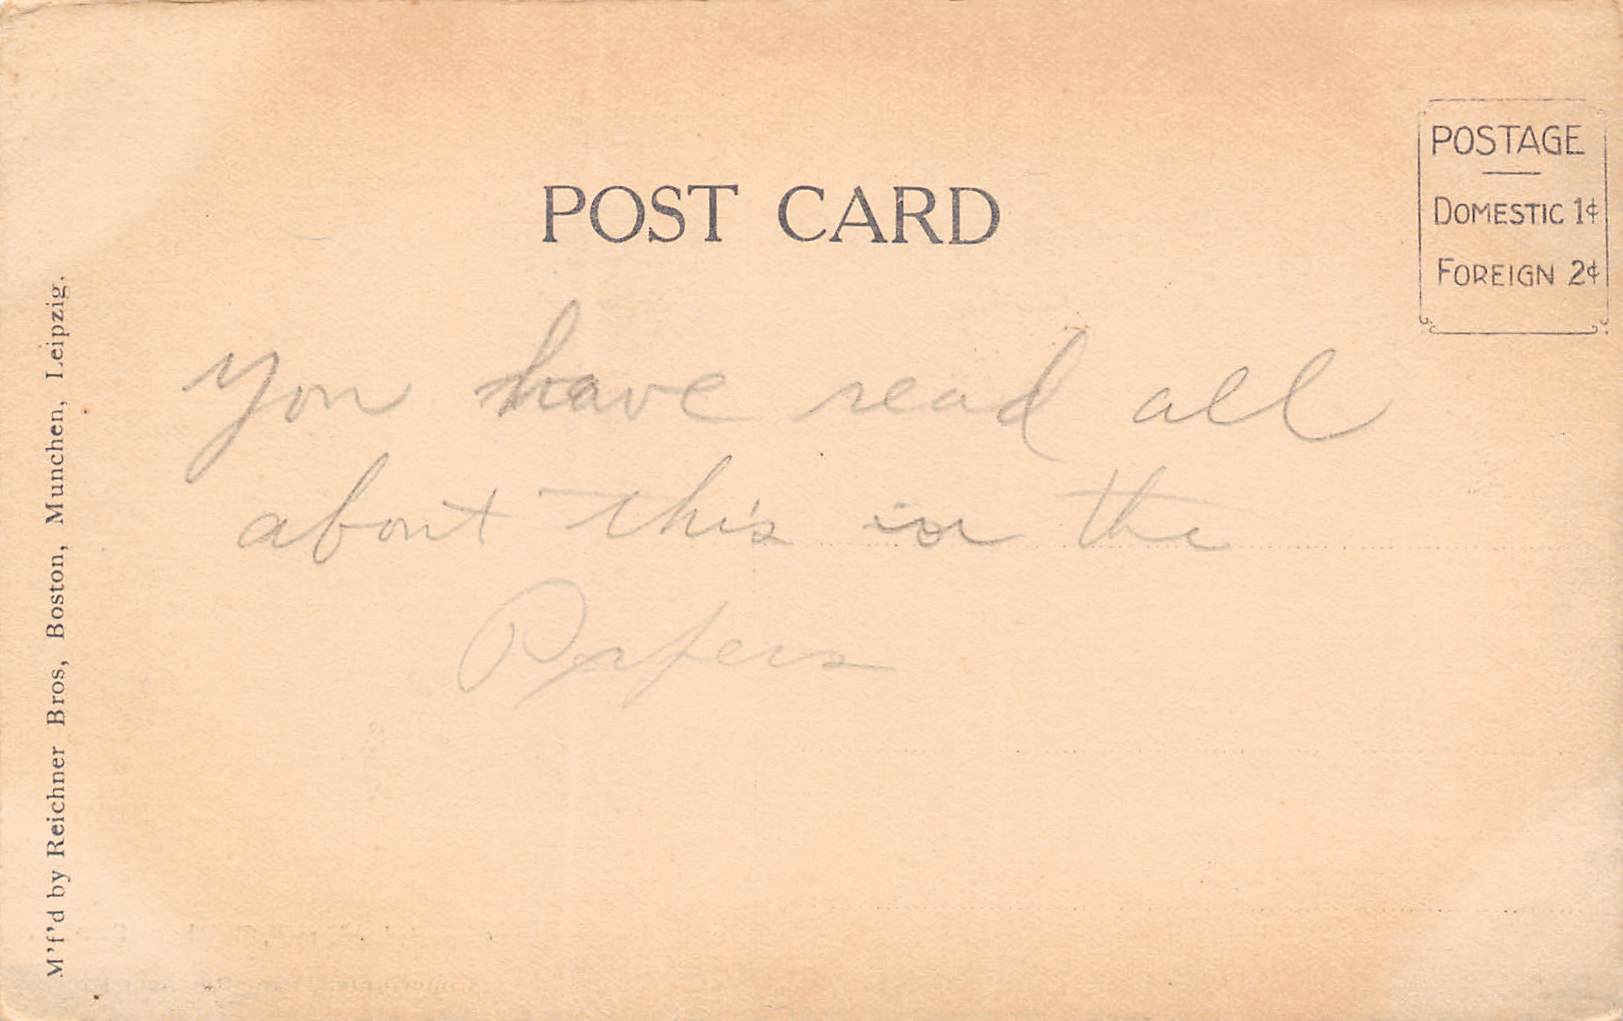 POST CARD
POSTAGE
DOMESTIC 1¢
FOREIGN 2¢
You have read all
about this in the
Papers
M'f'd by Reichner Bros, Boston, Munchen, Leipzig.